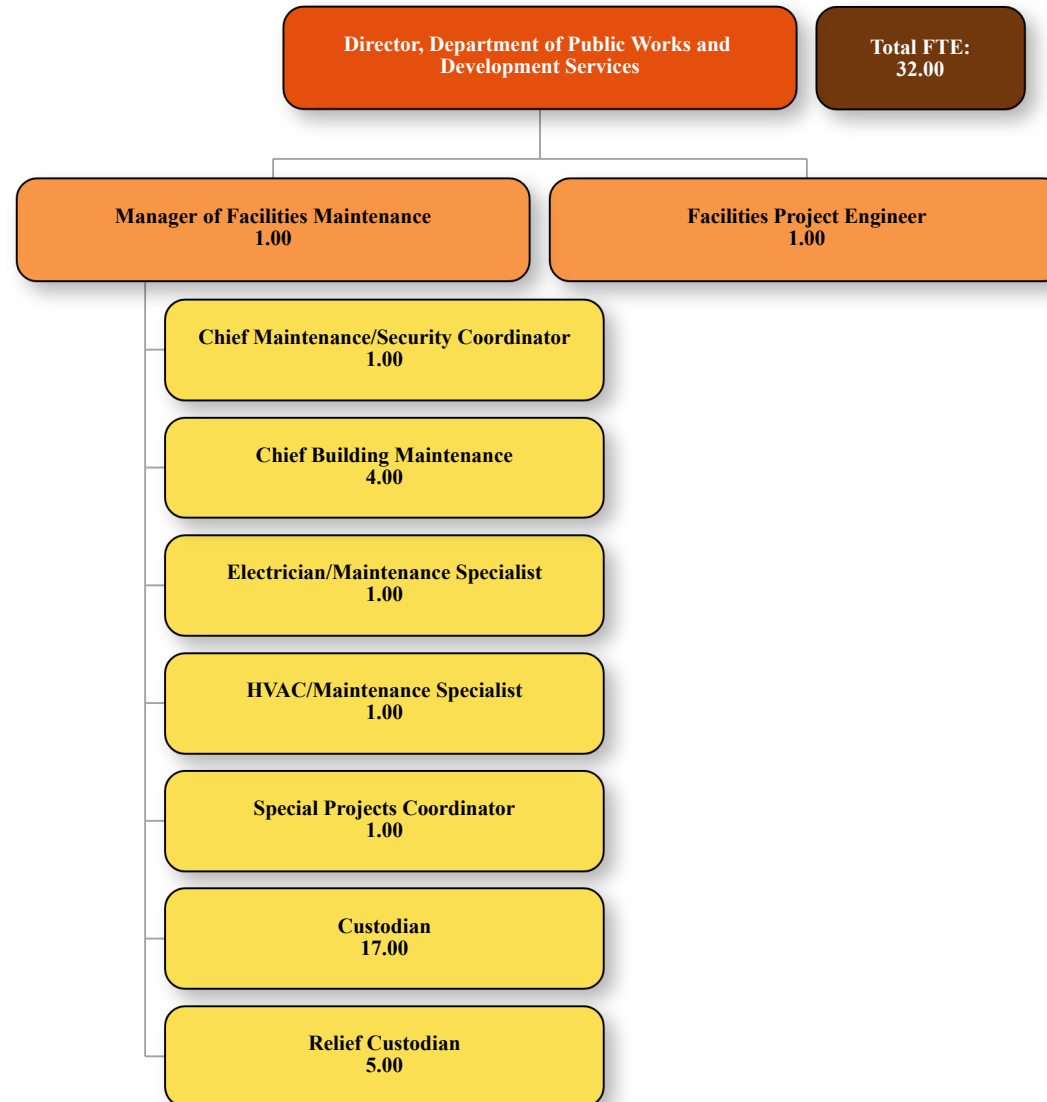 Director, Department of Public Works and
Development Services
Total FTE:
32.00
Manager of Facilities Maintenance
1.00
Facilities Project Engineer
1.00
Chief Maintenance/Security Coordinator
1.00
Chief Building Maintenance
4.00
Electrician/Maintenance Specialist
1.00
HVAC/Maintenance Specialist
1.00
Special Projects Coordinator
1.00
Custodian
17.00
Relief Custodian
5.00